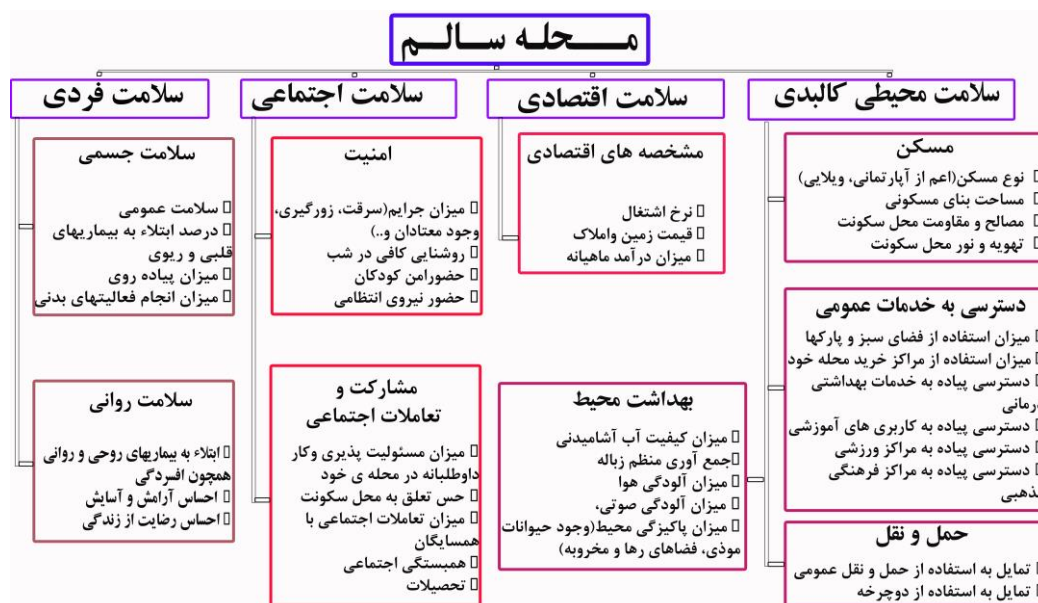 مـــحله ســالــم
سلامت محیطی کالبدی
مسکن
نوع مسکن(اعم از آپارتمانی، ویلایی)
مساحت بنای مسکونی
مصالح و مقاومت محل سکونت
تهویه و نور محل سکونت
دسترسی به خدمات عمومی
میزان استفاده از فضای سبز و پارکها
میزان استفاده از مراکز خرید محله خود
دسترسی پیاده به خدمات بهداشتی
رمانی
دسترسی پیاده به کاربری های آموزشی
دسترسی پیاده به مراکز ورزشی
دسترسی پیاده به مراکز فرهنگی
ذهبی
حمل و نقل
تمایل به استفاده از حمل و نقل عمومی
تمایل به استفاده از دوچرخه
سلامت اقتصادی
مشخصه های اقتصادی
نرخ اشتغال
قیمت زمین واملاک
میزان درآمد ماهیانه
بهداشت محیط
میزان کیفیت آب آشامیدنی
جمع آوری منظم زباله
میزان آلودگی هوا
میزان آلودگی صوتی،
میزان پاکیزگی محیط(وجود حیوانات
موذی، فضاهای رها و مخروبه)
سلامت اجتماعی
امنیت
میزان جرایم(سرقت، زورگیری،
وجود معتادان و..)
روشنایی کافی در شب
حضورامن کودکان
حضور نیروی انتظامی
مشارکت و
تعاملات اجتماعی
میزان مسئولیت پذیری وکار
داوطلبانه در محله ی خود
حس تعلق به محل سکونت
میزان تعاملات اجتماعی با
همسایگان
همبستگی اجتماعی
تحصیلات
سلامت فردی
سلامت جسمی
سلامت عمومی
درصد ابتلاء به بیماریهای
قلبی و ریوی
میزان پیاده روی
میزان انجام فعالیتهای بدنی
سلامت روانی
ابتلاء به بیماریهای روحی و روانی
همچون افسردگی
احساس آرامش و آسایش
احساس رضایت از زندگی